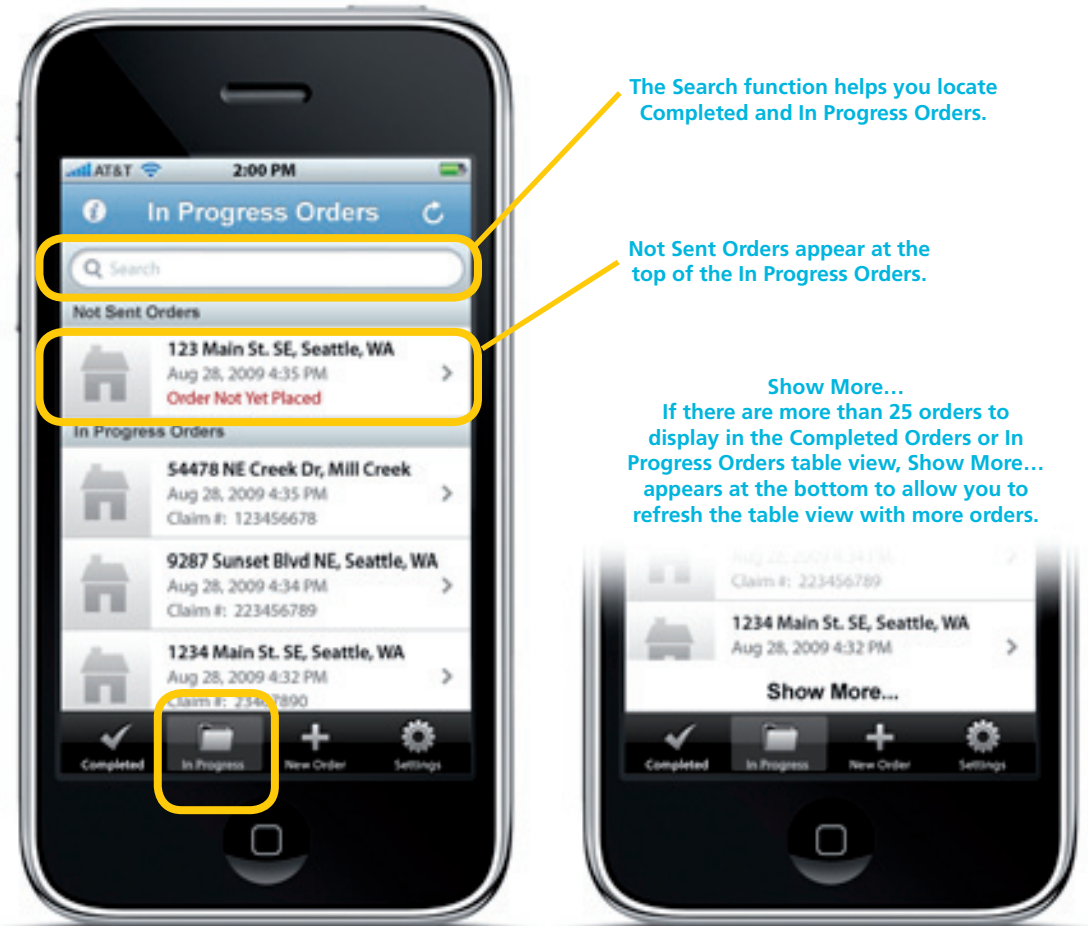 The Search function helps you locate
Completed and In Progress Orders.
AT&T
2:00 PM
In Progress Orders
Search
Not Sent Orders
123 Main St. SE, Seattle, WA
Aug 28, 2009 4:35 PM
Order Not Yet Placed
In Progress Orders
54478 NE Creek Dr, Mill Creek
Aug 28, 2009 4:35 PM
Claim #: 123456678
9287 Sunset Blvd NE, Seattle, WA
Aug 28, 2009 4:34 PM
Claim #: 223456789
1234 Main St. SE, Seattle, WA
Aug 28, 2009 4:32 PM
Claim #: 23467890
Completed In Progress New Order Settings
Not Sent Orders appear at the
top of the In Progress Orders.
Show More…
If there are more than 25 orders to
display in the Completed Orders or In
Progress Orders table view, Show More…
appears at the bottom to allow you to
refresh the table view with more orders.
Aug 28, 2009 4:34 PM
Claim #: 223456789
1234 Main St. SE, Seattle, WA
Aug 28, 2009 4:32 PM
Show More...
Completed In Progress New Order Settings